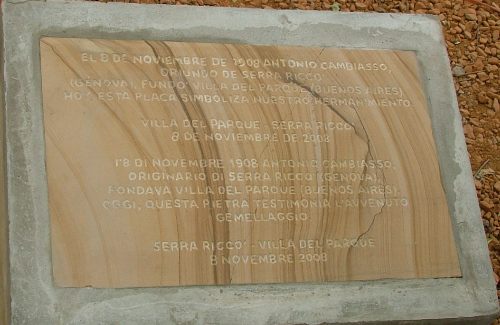 EL 8 DE NOVIEMBRE DE 1908 ANTONIO CAMBIASSO,
ORIUNDO DE SERRA RICCO
(GENOVA), FUNDO VILLA DEL PARQUE (BUENOS AIRES)
HOY ESTA PLACA SIMBOLIZA NUESTRO HERMANAMIENTO
VILLA DEL PARQUE - SERRA RICCO
8 DE NOVIEMBRE DE 2008
L'8 DI NOVEMBRE 1908 ANTONIO CAMBIASSO,
ORIGINARIO DI SERRA RICCO' (GENOVA),
FONDAVA VILLA DEL PARQUE (BUENOS AIRES).
OGGI, QUESTA PIETRA TESTIMONIA L'AVVENUTO
GEMELLAGGIO
SERRA RICCO' - VILLA DEL PARQUE
8 NOVEMBRE 2008